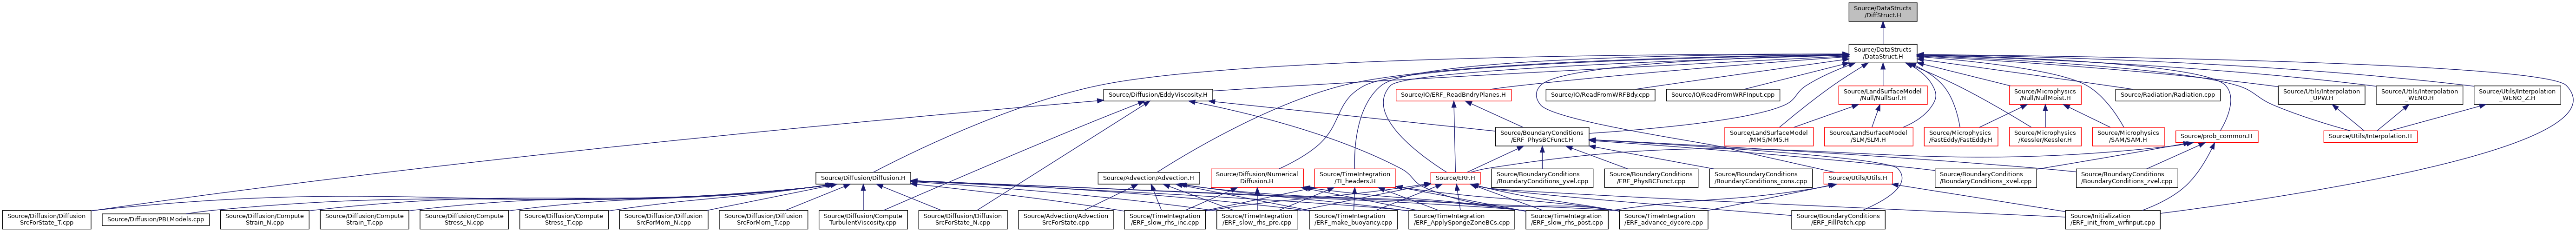 Source/DataStructs
/DiffStruct.H
Source/DataStructs
/DataStruct.H
Source/Diffusion/EddyViscosity.H
Source/IO/ERF_ReadBndryPlanes.H
Source/IO/ReadFromWRFBdy.cpp
Source/IO/ReadFromWRFInput.cpp
Source/LandSurfaceModel
/Null/NullSurf.H
Source/Microphysics
/Null/NullMoist.H
Source/Radiation/Radiation.cpp
Source/Utils/Interpolation
_UPW.H
Source/Utils/Interpolation
_WENO.H
Source/Utils/Interpolation
_WENO_Z.H
Source/BoundaryConditions
/ERF_PhysBCFunct.H
Source/LandSurfaceModel
/MM5/MM5.H
Source/LandSurfaceModel
/SLM/SLM.H
Source/Microphysics
/FastEddy/FastEddy.H
Source/Microphysics
/Kessler/Kessler.H
Source/Microphysics
/SAM/SAM.H
Source/prob_common.H
Source/Utils/Interpolation.H
Source/Diffusion/Diffusion.H
Source/Advection/Advection.H
Source/Diffusion/Numerical
Diffusion.H
Source/TimeIntegration
/TI_headers.H
Source/ERF.H
Source/BoundaryConditions
/BoundaryConditions_yvel.cpp
Source/BoundaryConditions
/ERF_PhysBCFunct.cpp
Source/BoundaryConditions
/BoundaryConditions_cons.cpp
Source/Utils/Utils.H
Source/BoundaryConditions
/BoundaryConditions_xvel.cpp
Source/BoundaryConditions
/BoundaryConditions_zvel.cpp
Source/Diffusion/Diffusion
SrcForState_T.cpp
Source/Diffusion/PBLModels.cpp
Source/Diffusion/Compute
Strain_N.cpp
Source/Diffusion/Compute
Strain_T.cpp
Source/Diffusion/Compute
Stress_N.cpp
Source/Diffusion/Compute
Stress_T.cpp
Source/Diffusion/Diffusion
SrcForMom_N.cpp
Source/Diffusion/Diffusion
SrcForMom_T.cpp
Source/Diffusion/Compute
TurbulentViscosity.cpp
Source/Diffusion/Diffusion
SrcForState_N.cpp
Source/Advection/Advection
SrcForState.cpp
Source/TimeIntegration
/ERF_slow_rhs_inc.cpp
Source/TimeIntegration
/ERF_slow_rhs_pre.cpp
Source/TimeIntegration
/ERF_make_buoyancy.cpp
Source/TimeIntegration
/ERF_ApplySpongeZoneBCs.cpp
Source/TimeIntegration
/ERF_slow_rhs_post.cpp
Source/TimeIntegration
/ERF_advance_dycore.cpp
Source/BoundaryConditions
/ERF_FillPatch.cpp
Source/Initialization
/ERF_init_from_wrfinput.cpp